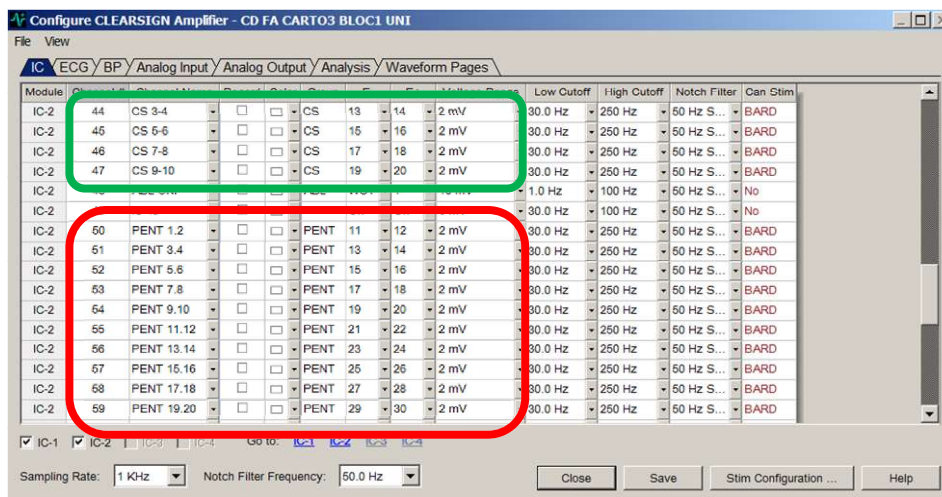 Configure CLEARSIGN Amplifier - CD FA CARTO3 BLOC1 UNI
File View
IC ECG BP Analog Input Analog Output Analysis Waveform Pages
Module Low Cutoff High Cutoff Notch Filter Can Stim
IC-2 44 CS 3-4 CS 13 14 2 mV 30.0 Hz 250 Hz 50 Hz S... BARD
IC-2 45 CS 5-6 CS 15 16 2 mV 30.0 Hz 250 Hz 50 Hz S... BARD
IC-2 46 CS 7-8 CS 17 18 2 mV 30.0 Hz 250 Hz 50 Hz S... BARD
IC-2 47 CS 9-10 CS 19 20 2 mV 30.0 Hz 250 Hz 50 Hz S... BARD
IC-2 1.0 Hz 100 Hz 50 Hz S... No
IC-2 30.0 Hz 100 Hz 50 Hz S... No
IC-2 50 PENT 1.2 PENT 11 12 2 mV 30.0 Hz 250 Hz 50 Hz S... BARD
IC-2 51 PENT 3.4 PENT 13 14 2 mV 30.0 Hz 250 Hz 50 Hz S... BARD
IC-2 52 PENT 5.6 PENT 15 16 2 mV 30.0 Hz 250 Hz 50 Hz S... BARD
IC-2 53 PENT 7.8 PENT 17 18 2 mV 30.0 Hz 250 Hz 50 Hz S... BARD
IC-2 54 PENT 9.10 PENT 19 20 2 mV 30.0 Hz 250 Hz 50 Hz S... BARD
IC-2 55 PENT 11.12 PENT 21 22 2 mV 30.0 Hz 250 Hz 50 Hz S... BARD
IC-2 56 PENT 13.14 PENT 23 24 2 mV 30.0 Hz 250 Hz 50 Hz S... BARD
IC-2 57 PENT 15.16 PENT 25 26 2 mV 30.0 Hz 250 Hz 50 Hz S... BARD
IC-2 58 PENT 17.18 PENT 27 28 2 mV 30.0 Hz 250 Hz 50 Hz S... BARD
IC-2 59 PENT 19.20 PENT 29 30 2 mV 30.0 Hz 250 Hz 50 Hz S... BARD
IC-1 IC-2 IC-3 IC-4 Go to: IC-1 IC-2 IC-3 IC-4
Sampling Rate: 1 KHz Notch Filter Frequency: 50.0 Hz Close Save Stim Configuration ... Help